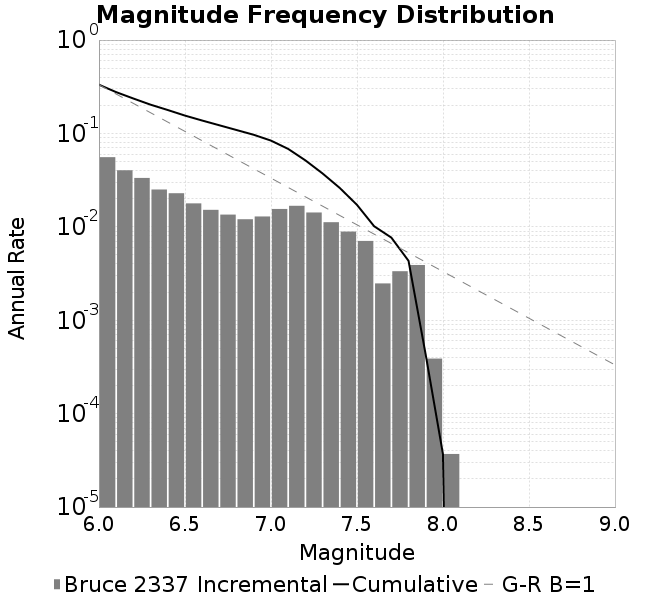 Magnitude Frequency Distribution
10^0
10^-1
10^-2
10^-3
10^-4
10^-5
Annual Rate
6.0 6.5 7.0 7.5 8.0 8.5 9.0
Magnitude
Bruce 2337 Incremental Cumulative G-R B=1